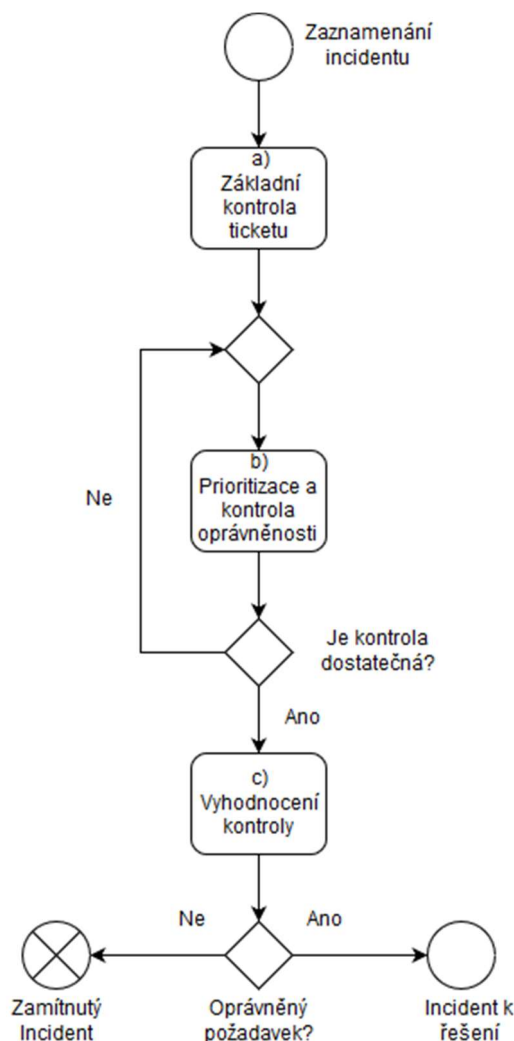 Zaznamenání
incidentu
a)
Základní
kontrola
ticketu
b)
Prioritizace a
kontrola
oprávněnosti
Ne
Je kontrola
dostatečná?
Ano
c)
Vyhodnocení
kontroly
Ne
Ano
Zamítnutý
Incident
Oprávněný
požadavek?
Incident k
řešení